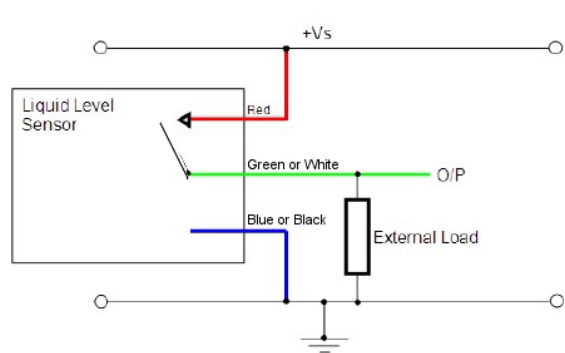 +Vs
Liquid Level
Sensor
Red
Green or White
O/P
Blue or Black
External Load